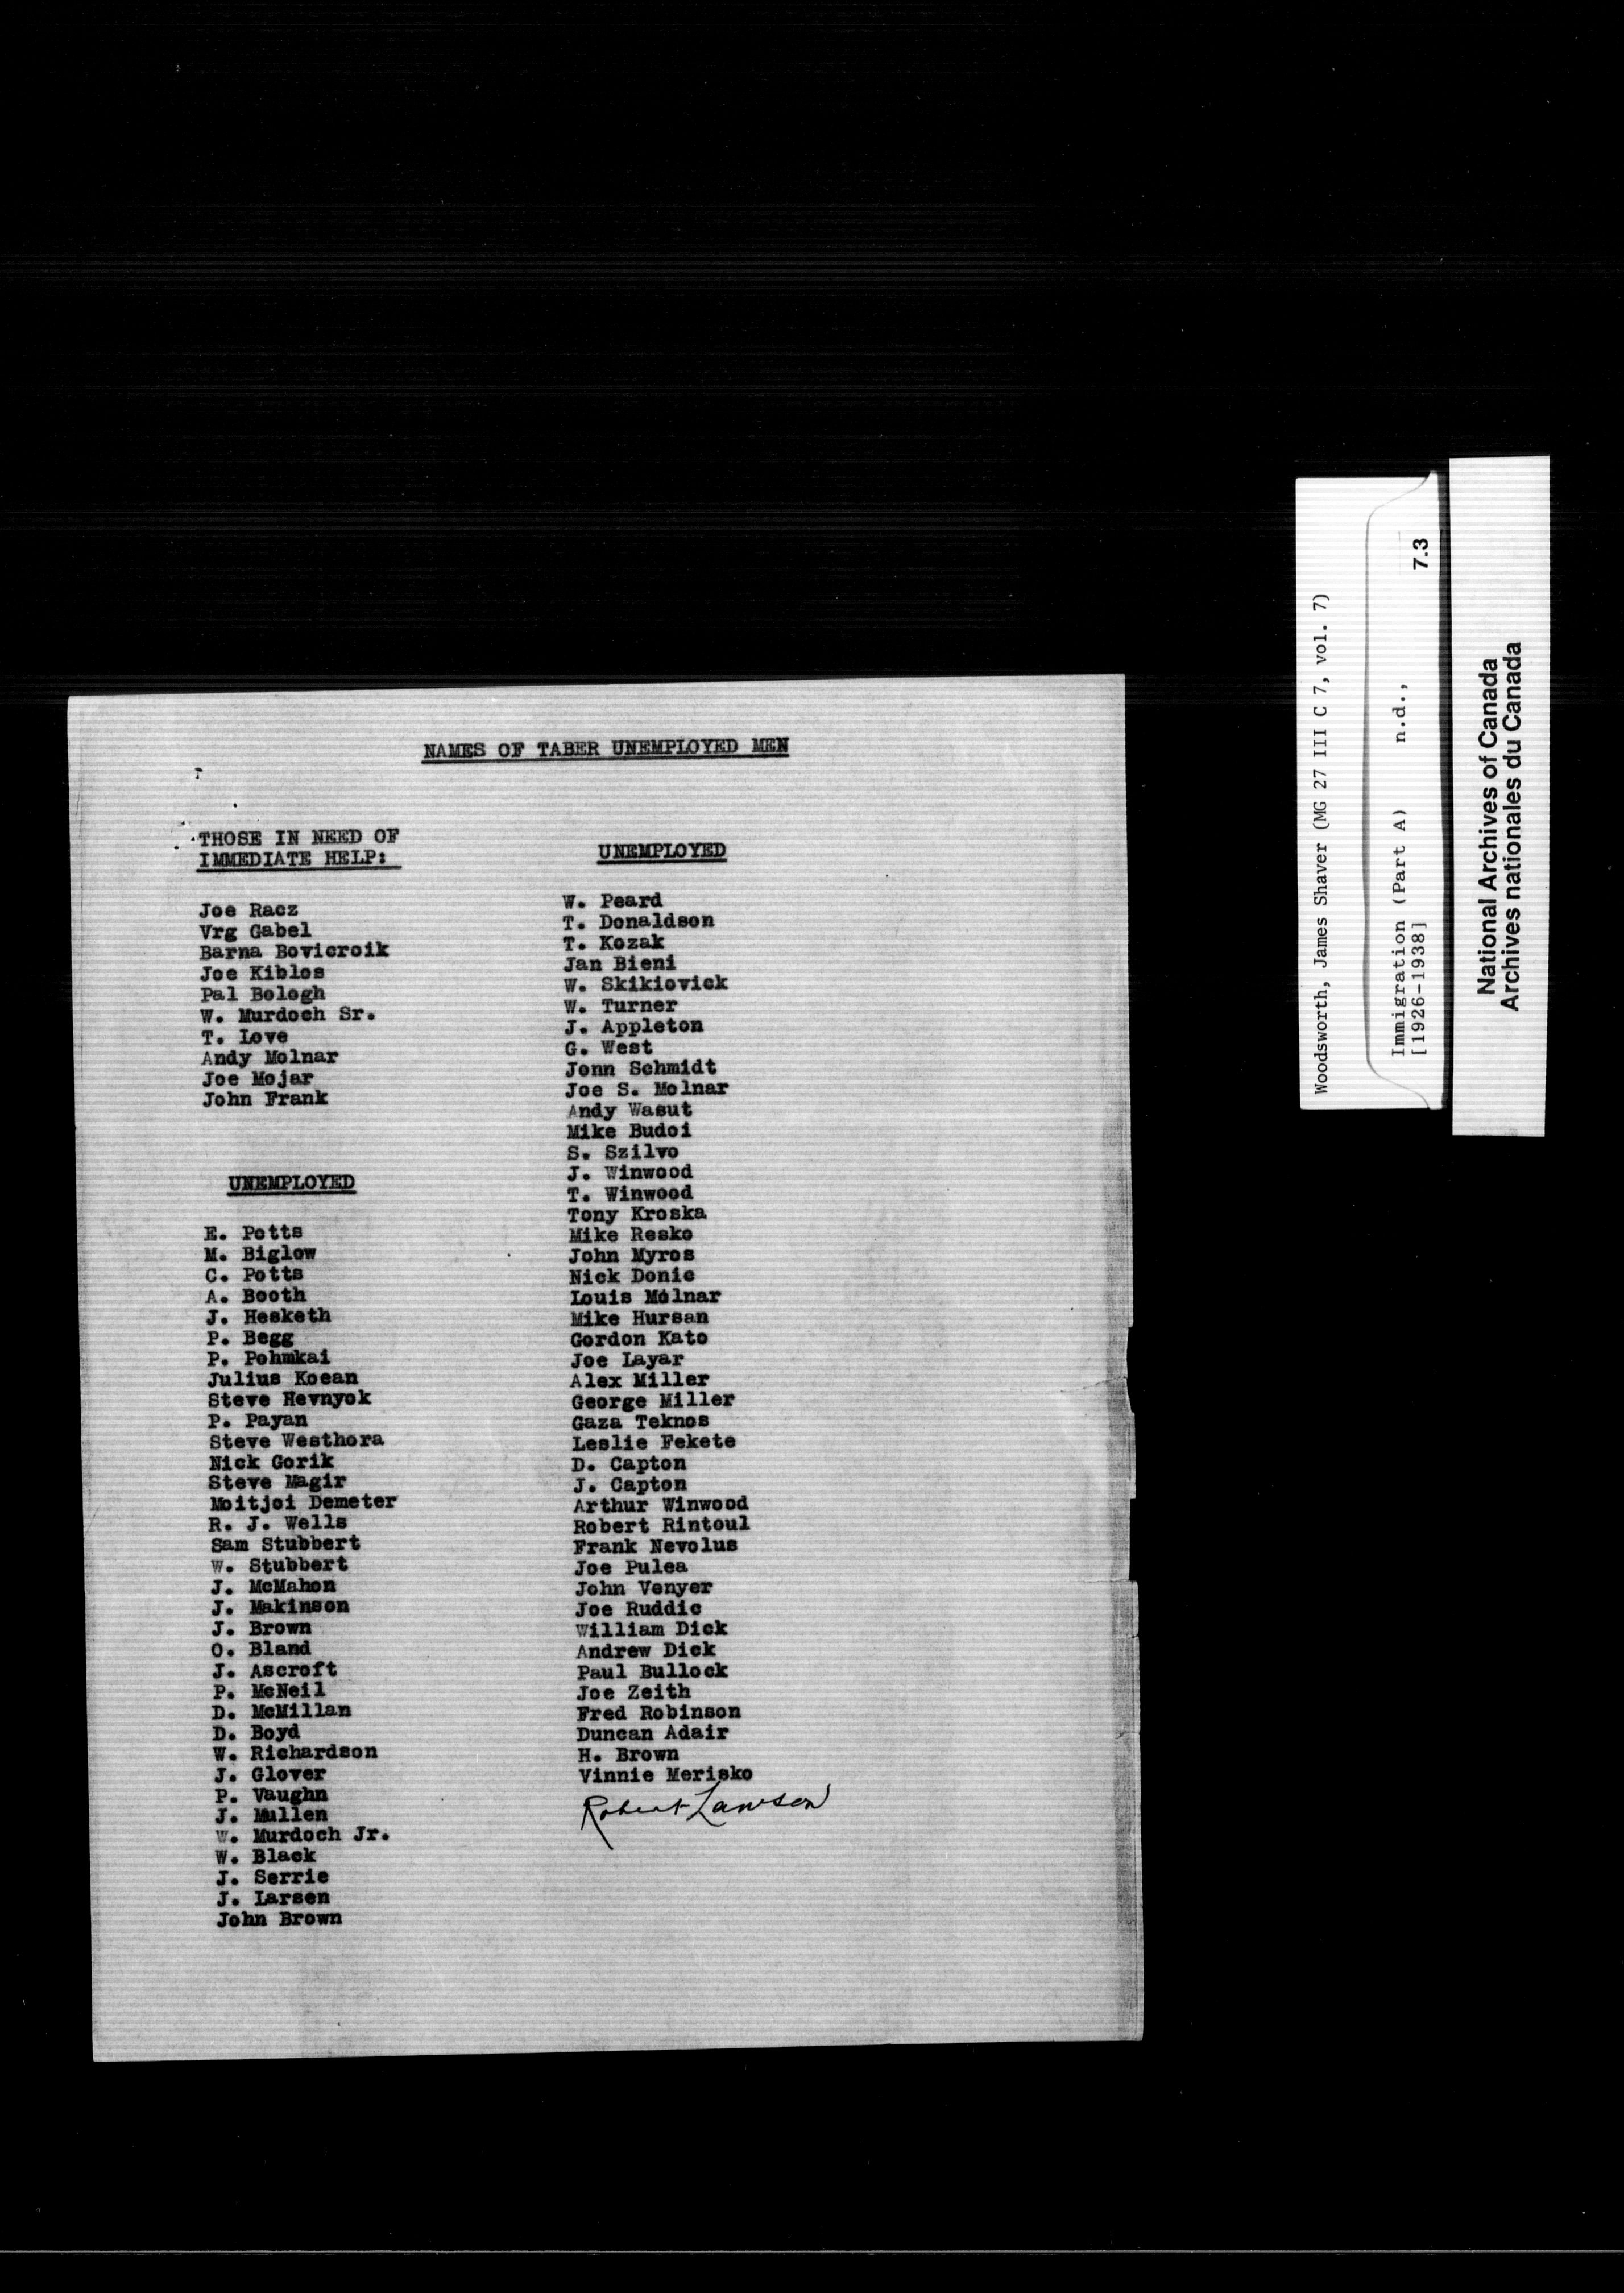 NAMES OF TABER UNEMPLOYED MEN
THOSE IN NEED OF
IMMEDIATE HELP:
Joe Racz
Vrg Gabel
Barna Bovicroik
Joe Kiblos
Pal Bologh
W. Murdoch Sr.
T. Love
Andy Molnar
Joe Mojar
John Frank
UNEMPLOYED
E. Potts
M. Biglow
C. Potts
A. Booth
J. Hesketh
P. Begg
P. Pohmkai
Julius Koean
Steve Hevnyok
P. Payan
Steve Westhora
Nick Gorik
Steve Magir
Moitjoi Demeter
R. J. Wells
Sam Stubbert
W. Stubbert
J. McMahon
J. Makinson
J. Brown
O. Bland
J. Ascroft
P. McNeil
D. McMillan
D. Boyd
W. Richardson
J. Glover
P. Vaughn
J. Mullen
W. Murdoch Jr.
W. Black
J. Serrie
J. Larsen
John Brown
UNEMPLOYED
W. Peard
T. Donaldson
T. Kozak
Jan Bieni
W. Skikiovick
W. Turner
J. Appleton
G. West
Jonn Schmidt
Joe S. Molnar
Andy Wasut
Mike Budoi
S. Szilvo
J. Winwood
T. Winwood
Tony Kroska
Mike Resko
John Myros
Nick Donic
Louis Molnar
Mike Hursan
Gordon Kato
Joe Layar
Alex Miller
George Miller
Gaza Teknos
Leslie Fekete
D. Capton
J. Capton
Arthur Winwood
Robert Rintoul
Frank Nevolus
Joe Pulea
John Venyer
Joe Ruddic
William Dick
Andrew Dick
Paul Bullock
Joe Zeith
Fred Robinson
Duncan Adair
H. Brown
Vinnie Merisko
Robert Lawson
Woodsworth, James Shaver (MG 27 III C 7, vol. 7)
Immigration (Part A) n.d.,
[1926-1938] 7.3
National Archives of Canada
Archives nationales du Canada